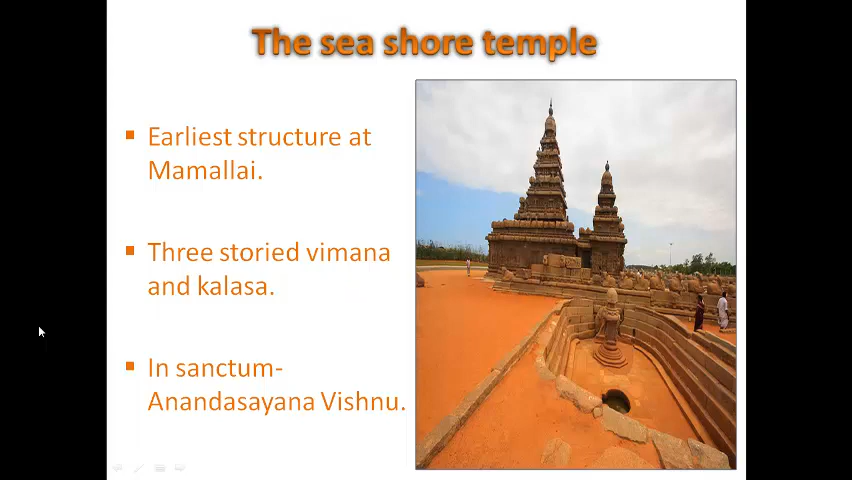 The sea shore temple
Earliest structure at
Mamallai.
Three storied vimana
and kalasa.
In sanctum-
Anandasayana Vishnu.